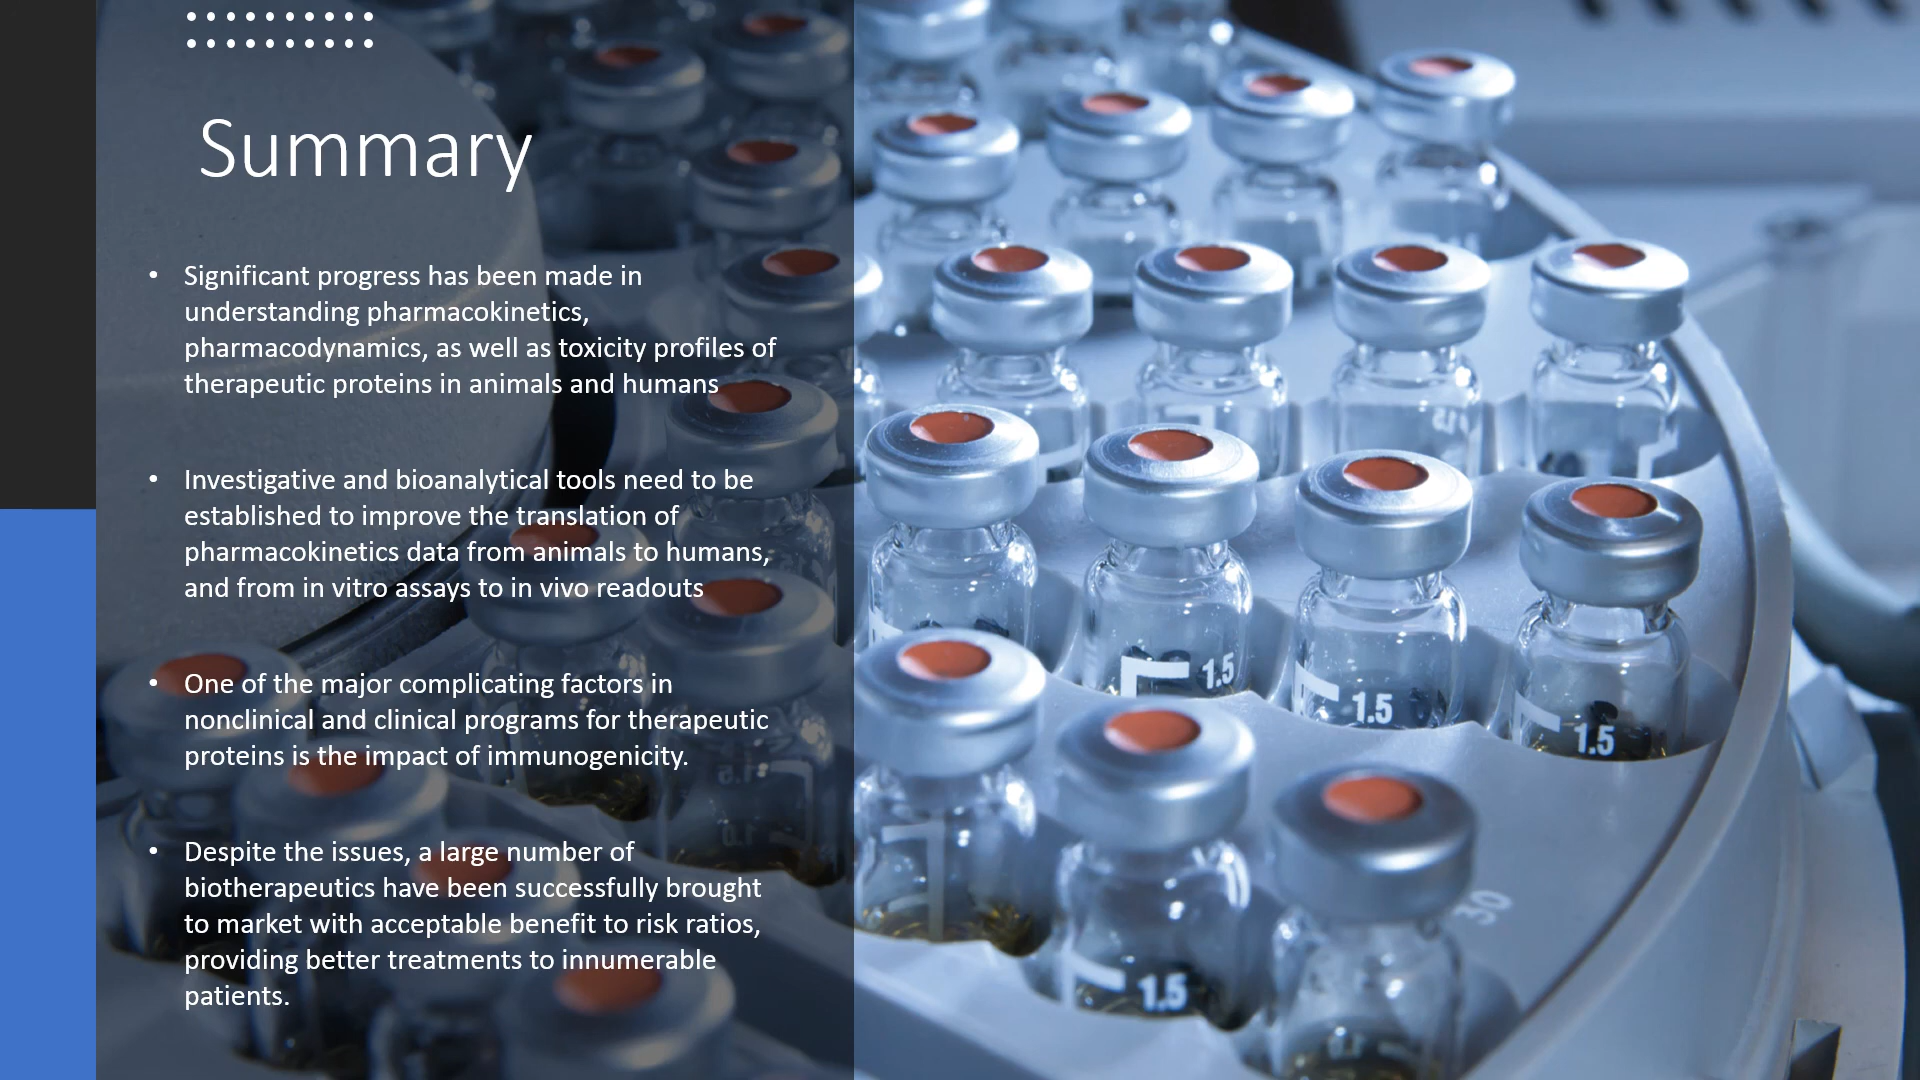 Summary
• Significant progress has been made in
understanding pharmacokinetics,
pharmacodynamics, as well as toxicity profiles of
therapeutic proteins in animals and humans
• Investigative and bioanalytical tools need to be
established to improve the translation of
pharmacokinetics data from animals to humans,
and from in vitro assays to in vivo readouts
• One of the major complicating factors in
nonclinical and clinical programs for therapeutic
proteins is the impact of immunogenicity.
• Despite the issues, a large number of
biotherapeutics have been successfully brought
to market with acceptable benefit to risk ratios,
providing better treatments to innumerable
patients.
1.5
1.5
1.5
30
1.5